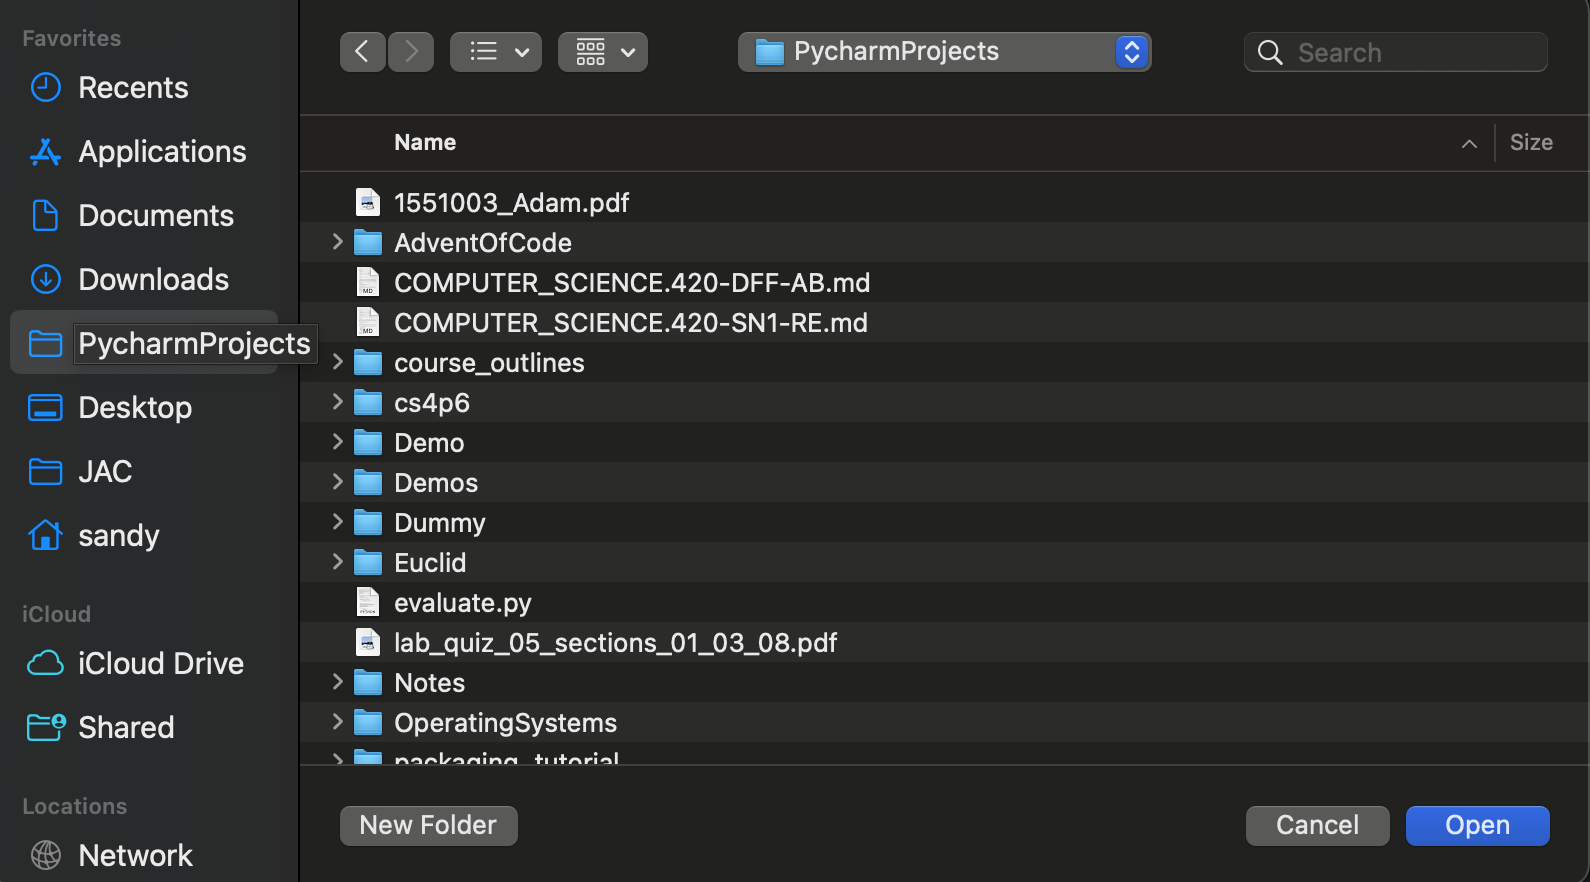 Favorites
Recents
Applications
Documents
Downloads
PycharmProjects
Desktop
JAC
sandy
iCloud
iCloud Drive
Shared
Locations
Network
PycharmProjects
Search
Name
Size
1551003_Adam.pdf
AdventOfCode
COMPUTER_SCIENCE.420-DFF-AB.md
COMPUTER_SCIENCE.420-SN1-RE.md
course_outlines
cs4p6
Demo
Demos
Dummy
Euclid
evaluate.py
lab_quiz_05_sections_01_03_08.pdf
Notes
OperatingSystems
packaging_tutorial
New Folder
Cancel
Open